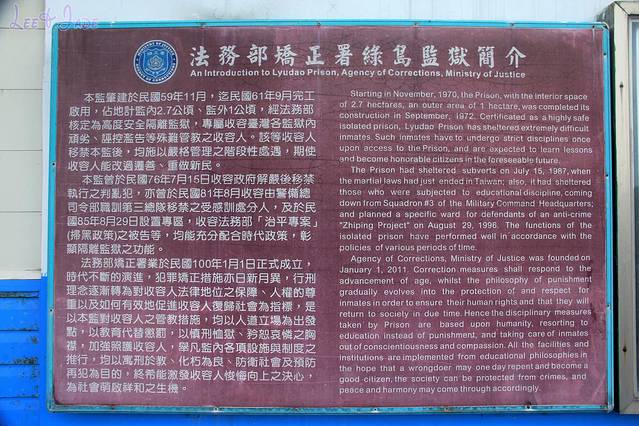 Lee & Jade
法務部矯正署綠島監獄簡介
An Introduction to Lyudao Prison, Agency of Corrections, Ministry of Justice
本監肇建於民國59年11月，迄民國61年9月完工
啟用，佔地計監內2.7公頃、監外1公頃，經法務部
核定為高度安全隔離監獄，專屬收容臺灣各監獄內
頑劣、誣控濫告等殊難管教之收容人。該等收容人
移禁本監後，均施以嚴格管理之階段性處遇，期使
收容人能改過遷善、重做新民。
本監曾於民國76年7月15日收容政府解嚴後移禁
執行之判亂犯，亦曾於民國81年8月收容由警備總
司令部職訓第三總隊移禁之受感訓處分人，及於民
國85年8月29日設置專區，收容法務部「治平專案」
(掃黑政策)之被告等，均能充分配合時代政策，彰
顯隔離監獄之功能。
法務部矯正署業於民國100年1月1日正式成立，
時代不斷的演進，犯罪矯正措施亦日新月異，行刑
理念逐漸轉為對收容人法律地位之保障、人權的尊
重以及如何有效地促進收容人復歸社會為指標，是
以本監對收容人之管教措施，均以人道立場為出發
點，以教育代替懲罰，以慎刑恤獄、矜恕哀憐之胸
襟，加強照護收容人，舉凡監內各項設施與制度之
推行，均以寓刑於教、化朽為良、防衛社會及預防
再犯為目的，終希能激發收容人悛悔向上之決心，
為社會萌啟祥和之生機。
Starting in November, 1970, the Prison, with the interior space
of 2.7 hectares, an outer area of 1 hectare, was completed its
construction in September, 1972. Certificated as a highly safe
isolated prison, Lyudao Prison has sheltered extremely difficult
inmates. Such inmates have to undergo strict disciplines once
upon access to the Prison, and are expected to learn lessons
and become honorable citizens in the foreseeable future.
The Prison had sheltered subverts on July 15, 1987, when
the martial laws had just ended in Taiwan; also, it had sheltered
those who were subjected to educational discipline, coming
down from Squadron #3 of the Military Command Headquarters;
and planned a specific ward for defendants of an anti-crime
"Zhiping Project" on August 29, 1996. The functions of the
isolated prison have performed well in accordance with the
policies of various periods of time.
Agency of Corrections, Ministry of Justice was founded on
January 1, 2011. Correction measures shall respond to the
advancement of age, whilst the philosophy of punishment
gradually evolves into the protection of and respect for
inmates in order to ensure their human rights and that they will
return to society in due time. Hence the disciplinary measures
taken by Prison are based upon humanity, resorting to
education instead of punishment, and taking care of inmates
out of conscientiousness and compassion. All the facilities and
institutions are implemented from educational philosophies in
the hope that a wrongdoer may one day repent and become a
good citizen, the society can be protected from crimes, and
peace and harmony may come through accordingly.